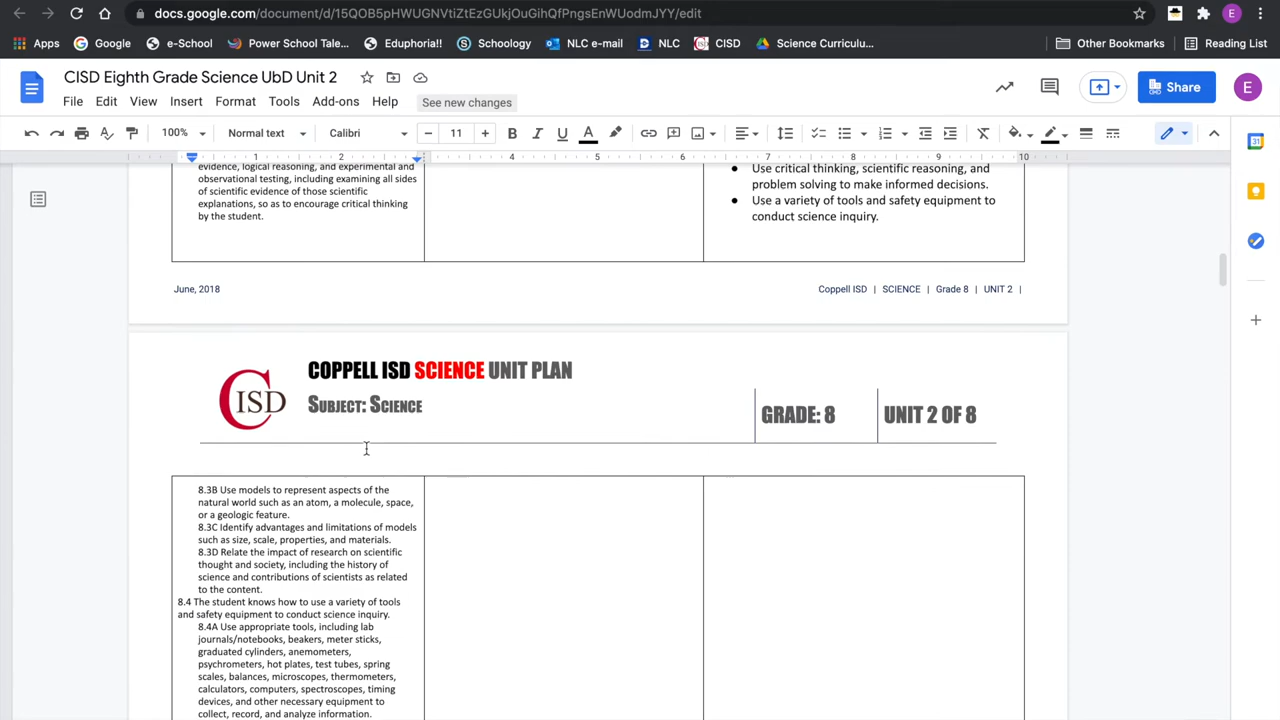 docs.google.com/document/d/15QOB5pHWUGNVtiZtEzGUkjOuGihQfPngsEnWUodmJYY/edit
E
Apps
Google
e-School
Power School Tale...
Eduphoria!!
Schoology
NLC e-mail
NLC
CISD
Science Curriculu...
Other Bookmarks
Reading List
CISD Eighth Grade Science UbD Unit 2
File Edit View Insert Format Tools Add-ons Help See new changes
Share
E
100% Normal text Calibri 11
1 2 4 5 6 7 8 9 10
evidence, logical reasoning, and experimental and
observational testing, including examining all sides
of scientific evidence of those scientific
explanations, so as to encourage critical thinking
by the student.
● Use critical thinking, scientific reasoning, and
problem solving to make informed decisions.
● Use a variety of tools and safety equipment to
conduct science inquiry.
June, 2018
Coppell ISD | SCIENCE | Grade 8 | UNIT 2 |
CISD
COPPELL ISD SCIENCE UNIT PLAN
SUBJECT: SCIENCE
GRADE: 8
UNIT 2 OF 8
8.3B Use models to represent aspects of the
natural world such as an atom, a molecule, space,
or a geologic feature.
8.3C Identify advantages and limitations of models
such as size, scale, properties, and materials.
8.3D Relate the impact of research on scientific
thought and society, including the history of
science and contributions of scientists as related
to the content.
8.4 The student knows how to use a variety of tools
and safety equipment to conduct science inquiry.
8.4A Use appropriate tools, including lab
journals/notebooks, beakers, meter sticks,
graduated cylinders, anemometers,
psychrometers, hot plates, test tubes, spring
scales, balances, microscopes, thermometers,
calculators, computers, spectroscopes, timing
devices, and other necessary equipment to
collect, record, and analyze information.